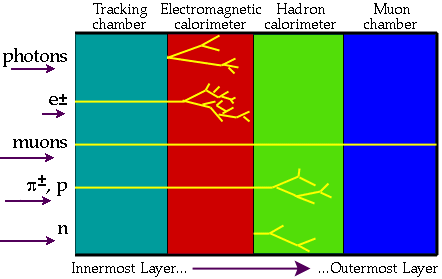 Tracking chamber
Electromagnetic calorimeter
Hadron calorimeter
Muon chamber
photons
e±
muons
π±, p
n
Innermost Layer...
...Outermost Layer